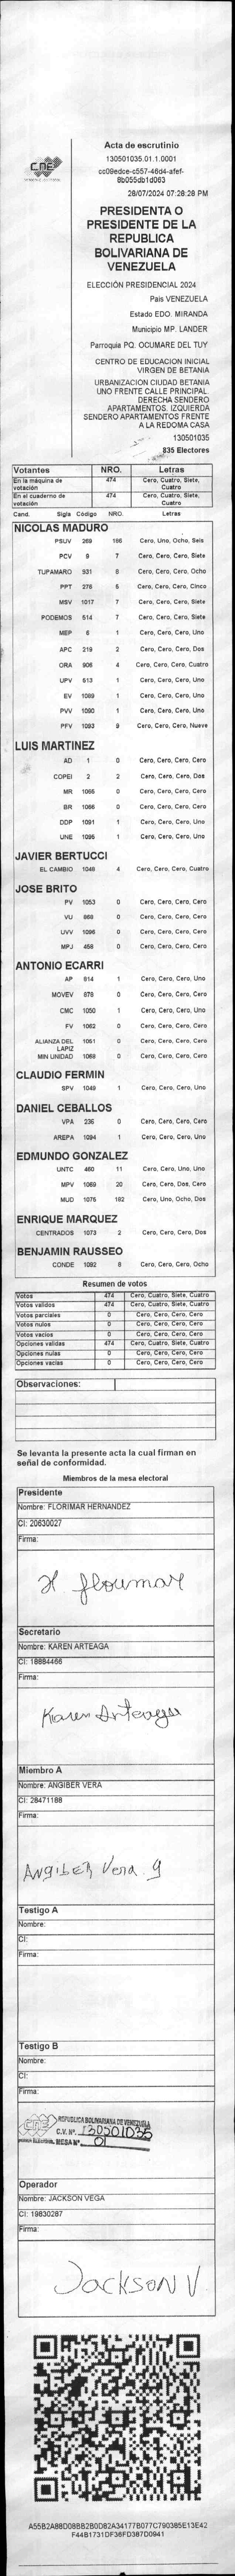 CNE
Acta de escrutinio
130501035.01.1.0001
cc09edce-c557-46d4-afef-
8b055db1d063
28/07/2024 07:28:28 PM
PRESIDENTA O
PRESIDENTE DE LA
REPUBLICA
BOLIVARIANA DE
VENEZUELA
ELECCIÓN PRESIDENCIAL 2024
Pais VENEZUELA
Estado EDO. MIRANDA
Municipio MP. LANDER
Parroquia PQ. OCUMARE DEL TUY
CENTRO DE EDUCACION INICIAL
VIRGEN DE BETANIA
URBANIZACION CIUDAD BETANIA
UNO FRENTE CALLE PRINCIPAL.
DERECHA SENDERO
APARTAMENTOS. IZQUIERDA
SENDERO APARTAMENTOS FRENTE
A LA REDOMA CASA
130501035
835 Electores
Votantes NRO. Letras
En la máquina de votación 474 Cero, Cuatro, Siete, Cuatro
En el cuaderno de votación 474 Cero, Cuatro, Siete, Cuatro
Cand. Sigla Código NRO. Letras
NICOLAS MADURO
PSUV 269 186 Cero, Uno, Ocho, Seis
PCV 9 7 Cero, Cero, Cero, Siete
TUPAMARO 931 8 Cero, Cero, Cero, Ocho
PPT 278 5 Cero, Cero, Cero, Cinco
MSV 1017 7 Cero, Cero, Cero, Siete
PODEMOS 514 7 Cero, Cero, Cero, Siete
MEP 6 1 Cero, Cero, Cero, Uno
APC 219 2 Cero, Cero, Cero, Dos
ORA 906 4 Cero, Cero, Cero, Cuatro
UPV 613 1 Cero, Cero, Cero, Uno
EV 1089 1 Cero, Cero, Cero, Uno
PVV 1090 1 Cero, Cero, Cero, Uno
PFV 1093 9 Cero, Cero, Cero, Nueve
LUIS MARTINEZ
AD 1 0 Cero, Cero, Cero, Cero
COPEI 2 2 Cero, Cero, Cero, Dos
MR 1065 0 Cero, Cero, Cero, Cero
BR 1066 0 Cero, Cero, Cero, Cero
DDP 1091 1 Cero, Cero, Cero, Uno
UNE 1095 1 Cero, Cero, Cero, Uno
JAVIER BERTUCCI
EL CAMBIO 1048 4 Cero, Cero, Cero, Cuatro
JOSE BRITO
PV 1053 0 Cero, Cero, Cero, Cero
VU 868 0 Cero, Cero, Cero, Cero
UVV 1096 0 Cero, Cero, Cero, Cero
MPJ 458 0 Cero, Cero, Cero, Cero
ANTONIO ECARRI
AP 814 1 Cero, Cero, Cero, Uno
MOVEV 878 0 Cero, Cero, Cero, Cero
CMC 1050 1 Cero, Cero, Cero, Uno
FV 1062 0 Cero, Cero, Cero, Cero
ALIANZA DEL LAPIZ 1051 0 Cero, Cero, Cero, Cero
MIN UNIDAD 1068 0 Cero, Cero, Cero, Cero
CLAUDIO FERMIN
SPV 1049 1 Cero, Cero, Cero, Uno
DANIEL CEBALLOS
VPA 236 0 Cero, Cero, Cero, Cero
AREPA 1094 1 Cero, Cero, Cero, Uno
EDMUNDO GONZALEZ
UNTC 460 11 Cero, Cero, Uno, Uno
MPV 1069 20 Cero, Cero, Dos, Cero
MUD 1076 182 Cero, Uno, Ocho, Dos
ENRIQUE MARQUEZ
CENTRADOS 1073 2 Cero, Cero, Cero, Dos
BENJAMIN RAUSSEO
CONDE 1092 8 Cero, Cero, Cero, Ocho
Resumen de votos
Votos 474 Cero, Cuatro, Siete, Cuatro
Votos validos 474 Cero, Cuatro, Siete, Cuatro
Votos parciales 0 Cero, Cero, Cero, Cero
Votos nulos 0 Cero, Cero, Cero, Cero
Votos vacios 0 Cero, Cero, Cero, Cero
Opciones validas 474 Cero, Cuatro, Siete, Cuatro
Opciones nulas 0 Cero, Cero, Cero, Cero
Opciones vacias 0 Cero, Cero, Cero, Cero
Observaciones:
Se levanta la presente acta la cual firman en
señal de conformidad.
Miembros de la mesa electoral
Presidente
Nombre: FLORIMAR HERNANDEZ
CI: 20630027
Firma:
H floumar
Secretario
Nombre: KAREN ARTEAGA
CI: 18884466
Firma:
Karen Arteaga
Miembro A
Nombre: ANGIBER VERA
CI: 28471188
Firma:
AngibER Vera. g
Testigo A
Nombre:
CI:
Firma:
Testigo B
Nombre:
CI:
Firma:
CNE REPUBLICA BOLIVARIANA DE VENEZUELA
C.V. Nº. 130501035
MESA Nº. 01
Operador
Nombre: JACKSON VEGA
CI: 19830287
Firma:
JackSON V
A55B2A88D08BB2B0D82A34177B077C790385E13E42
F44B1731DF36FD387D0941